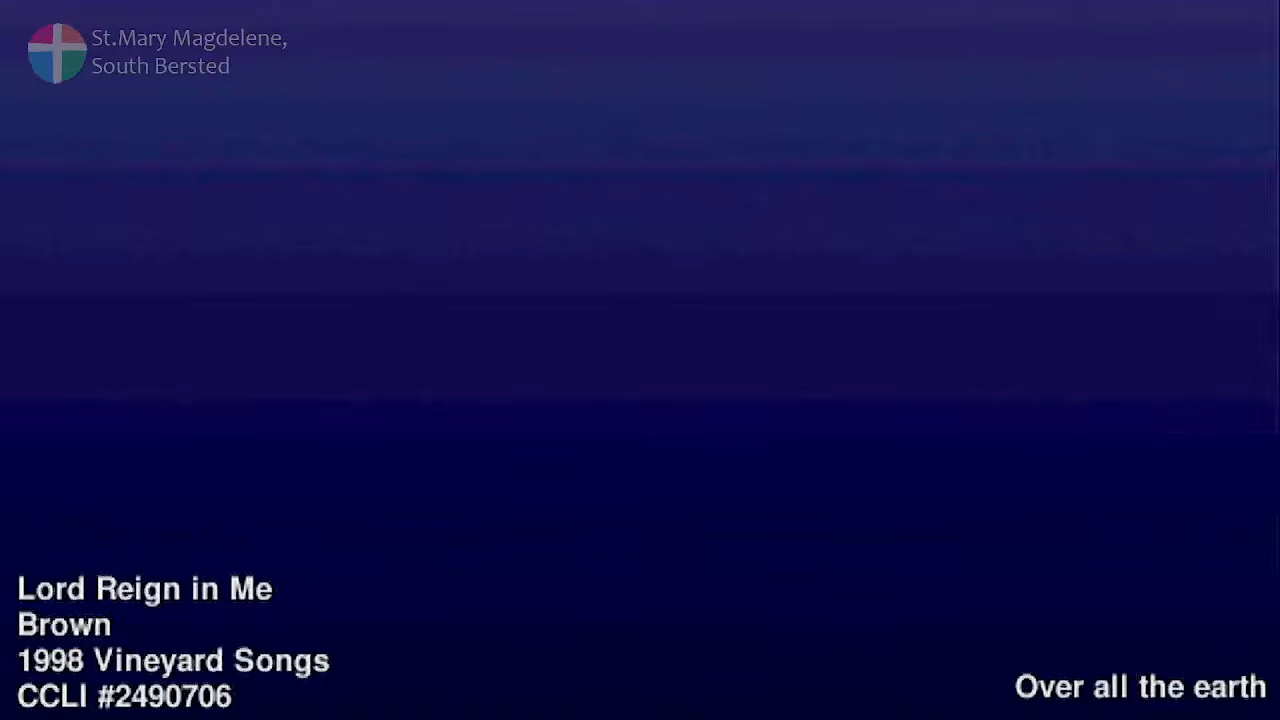 St.Mary Magdelene,
South Bersted
Lord Reign in Me
Brown
1998 Vineyard Songs
CCLI #2490706
Over all the earth